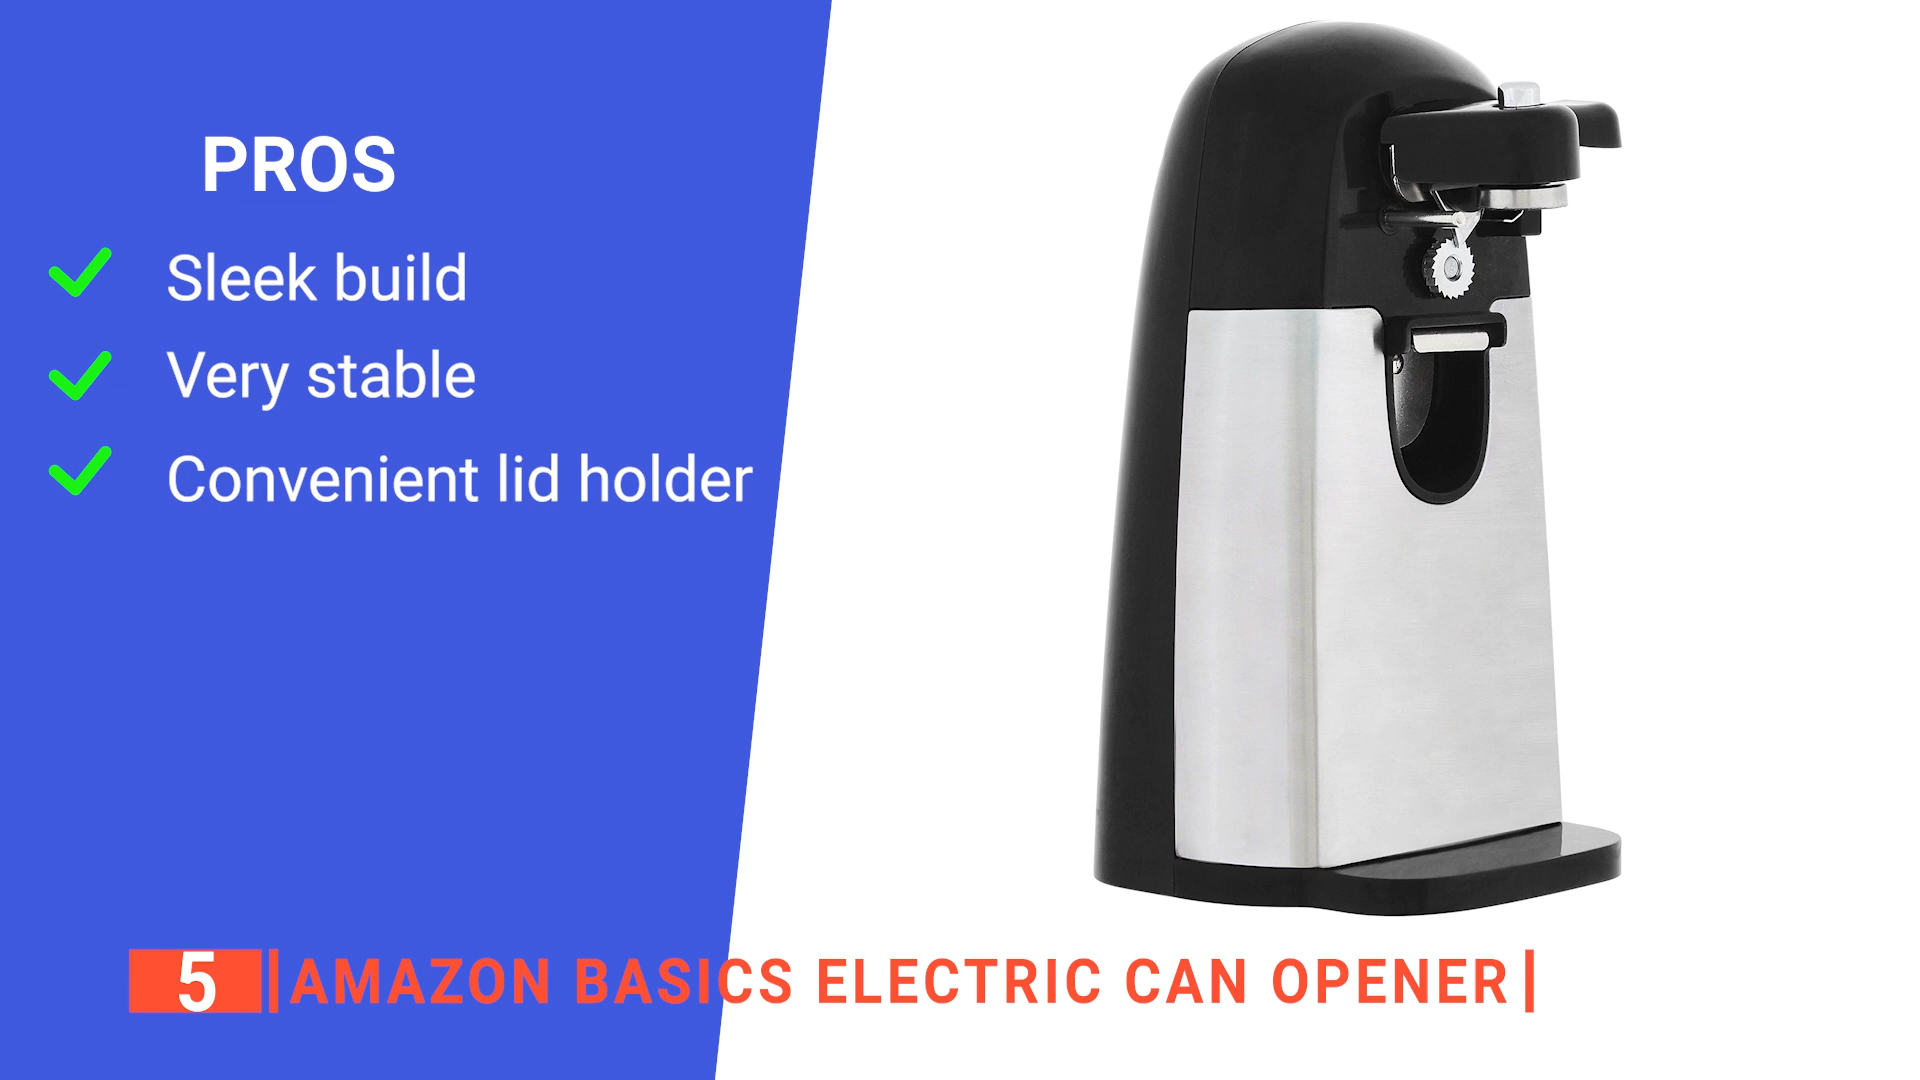 PROS
Sleek build
Very stable
Convenient lid holder
5 AMAZON BASICS ELECTRIC CAN OPENER